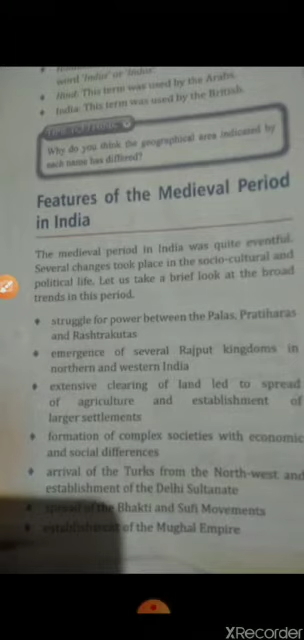 word 'India' or 'Indus'.
Hind: This term was used by the Arabs.
India: This term was used by the British.
Why do you think the geographical area indicated by
each name has differed?
Features of the Medieval Period
in India
The medieval period in India was quite eventful.
Several changes took place in the socio-cultural and
political life. Let us take a brief look at the broad
trends in this period.
struggle for power between the Palas, Pratiharas
and Rashtrakutas
emergence of several Rajput kingdoms in
northern and western India
extensive clearing of land led to spread
of agriculture and establishment of
larger settlements
formation of complex societies with economic
and social differences
arrival of the Turks from the North-west and
establishment of the Delhi Sultanate
spread of the Bhakti and Sufi Movements
establishment of the Mughal Empire
XRecorder